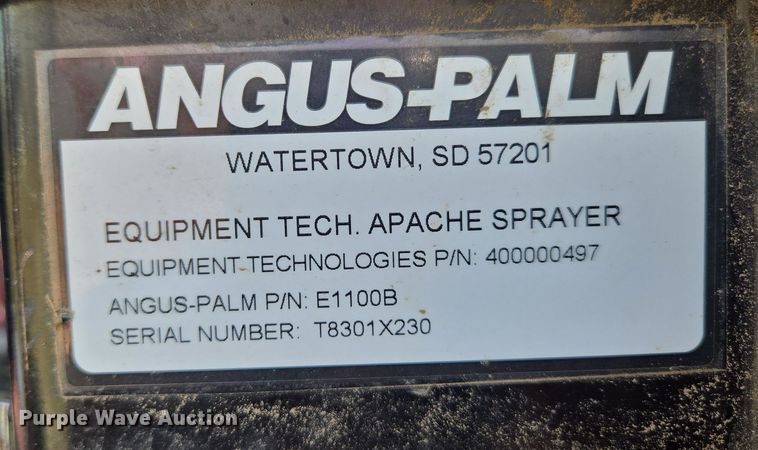 ANGUS-PALM
WATERTOWN, SD 57201
EQUIPMENT TECH. APACHE SPRAYER
EQUIPMENT TECHNOLOGIES P/N: 400000497
ANGUS-PALM P/N: E1100B
SERIAL NUMBER: T8301X230
Purple Wave Auction